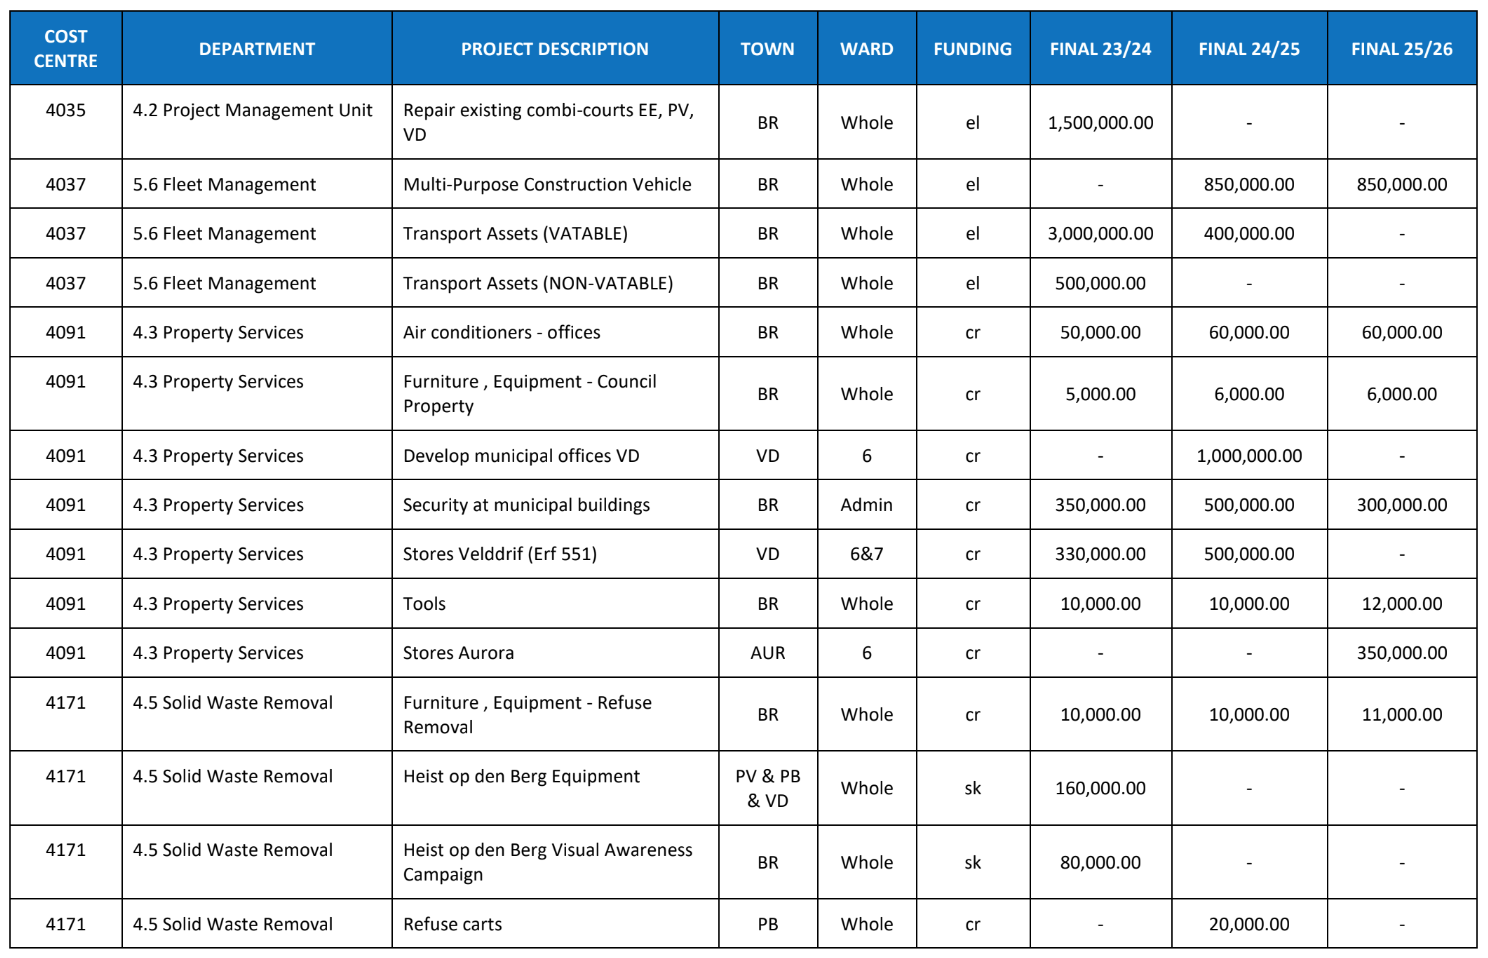 COST CENTRE DEPARTMENT PROJECT DESCRIPTION TOWN WARD FUNDING FINAL 23/24 FINAL 24/25 FINAL 25/26
4035 4.2 Project Management Unit Repair existing combi-courts EE, PV, VD BR Whole el 1,500,000.00 - -
4037 5.6 Fleet Management Multi-Purpose Construction Vehicle BR Whole el - 850,000.00 850,000.00
4037 5.6 Fleet Management Transport Assets (VATABLE) BR Whole el 3,000,000.00 400,000.00 -
4037 5.6 Fleet Management Transport Assets (NON-VATABLE) BR Whole el 500,000.00 - -
4091 4.3 Property Services Air conditioners - offices BR Whole cr 50,000.00 60,000.00 60,000.00
4091 4.3 Property Services Furniture , Equipment - Council Property BR Whole cr 5,000.00 6,000.00 6,000.00
4091 4.3 Property Services Develop municipal offices VD VD 6 cr - 1,000,000.00 -
4091 4.3 Property Services Security at municipal buildings BR Admin cr 350,000.00 500,000.00 300,000.00
4091 4.3 Property Services Stores Velddrif (Erf 551) VD 6&7 cr 330,000.00 500,000.00 -
4091 4.3 Property Services Tools BR Whole cr 10,000.00 10,000.00 12,000.00
4091 4.3 Property Services Stores Aurora AUR 6 cr - - 350,000.00
4171 4.5 Solid Waste Removal Furniture , Equipment - Refuse Removal BR Whole cr 10,000.00 10,000.00 11,000.00
4171 4.5 Solid Waste Removal Heist op den Berg Equipment PV & PB & VD Whole sk 160,000.00 - -
4171 4.5 Solid Waste Removal Heist op den Berg Visual Awareness Campaign BR Whole sk 80,000.00 - -
4171 4.5 Solid Waste Removal Refuse carts PB Whole cr - 20,000.00 -